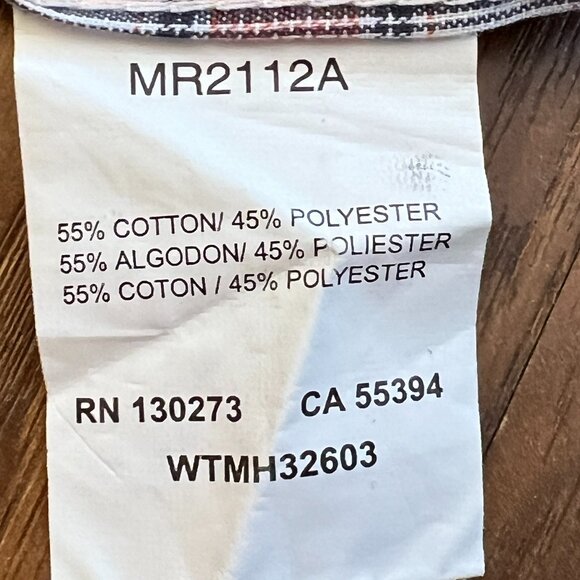 MR2112A
55% COTTON/ 45% POLYESTER
55% ALGODON/ 45% POLIESTER
55% COTON / 45% POLYESTER
RN 130273 CA 55394
WTMH32603